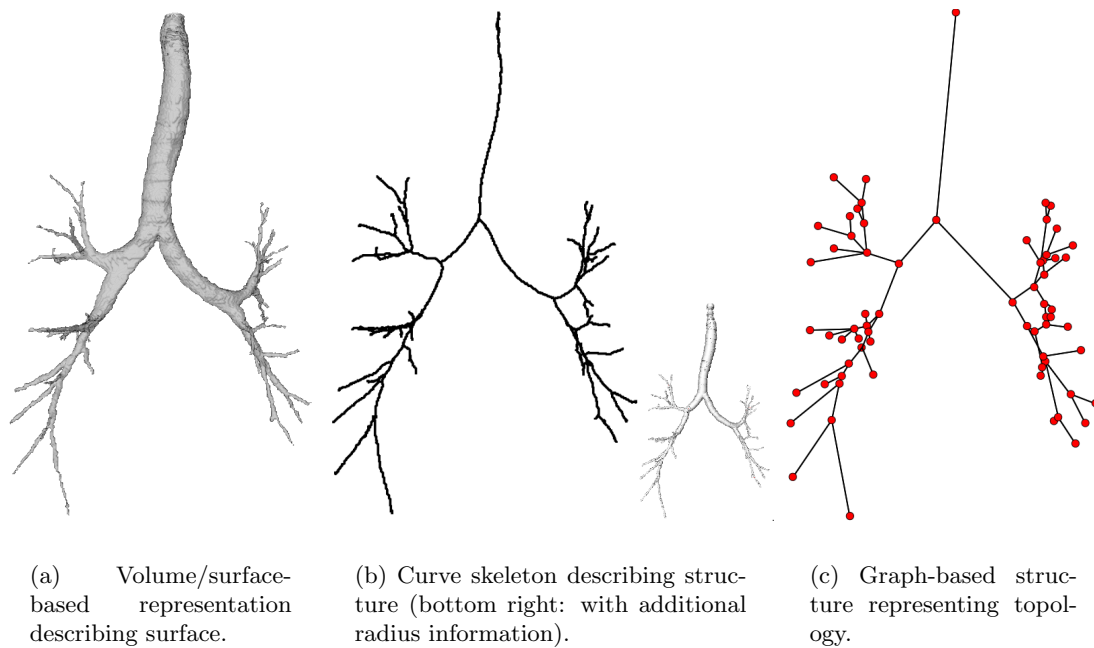 (a) Volume/surface-
based representation
describing surface.
(b) Curve skeleton describing struc-
ture (bottom right: with additional
radius information).
(c) Graph-based struc-
ture representing topol-
ogy.